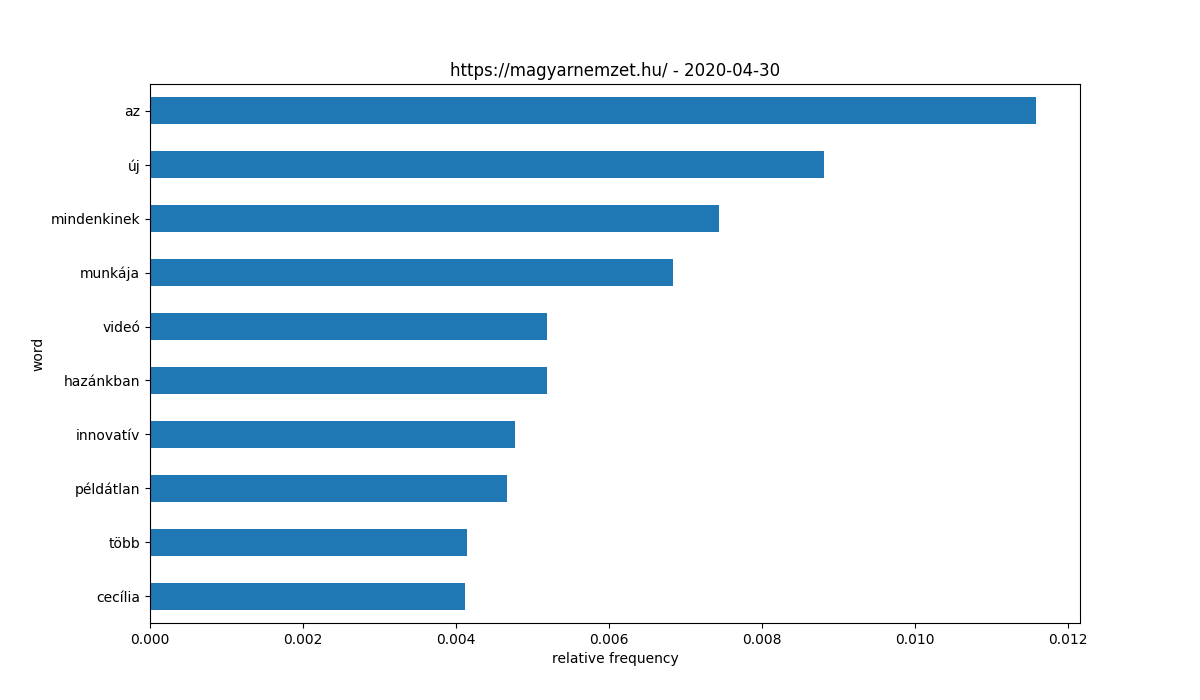 https://magyarnemzet.hu/ - 2020-04-30
word
az
új
mindenkinek
munkája
videó
hazánkban
innovatív
példátlan
több
cecília
0.000 0.002 0.004 0.006 0.008 0.010 0.012
relative frequency